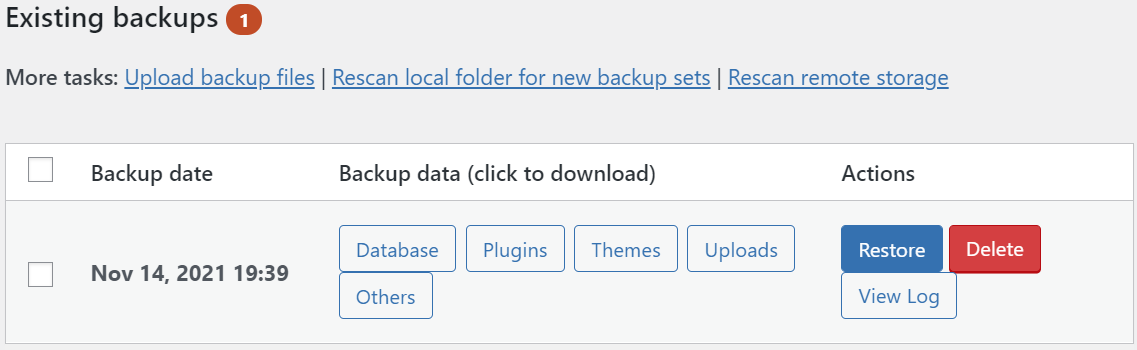 Existing backups 1
More tasks: Upload backup files | Rescan local folder for new backup sets | Rescan remote storage
Backup date Backup data (click to download) Actions
Nov 14, 2021 19:39 Database Plugins Themes Uploads Restore Delete
Others View Log